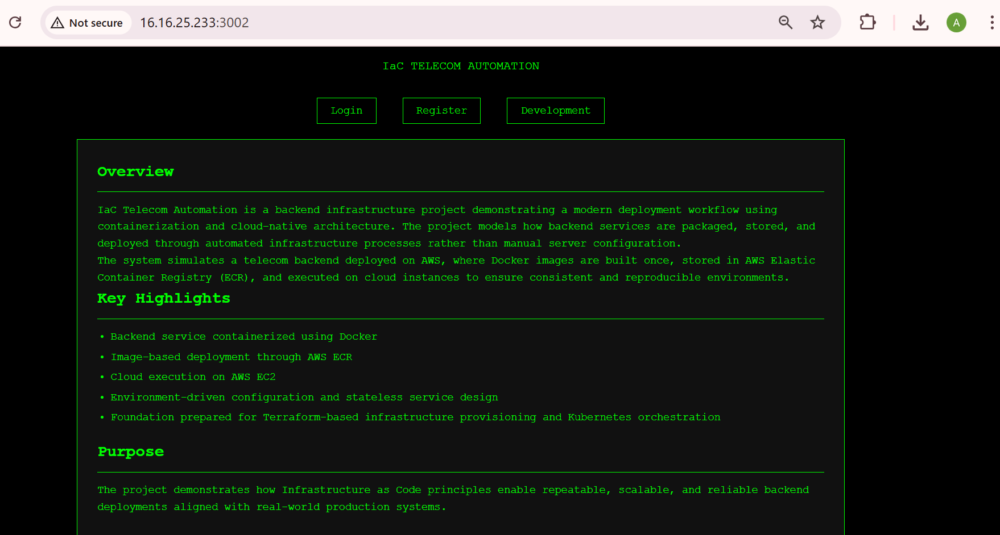 Not secure 16.16.25.233:3002
A
IaC TELECOM AUTOMATION
Login Register Development
Overview
IaC Telecom Automation is a backend infrastructure project demonstrating a modern deployment workflow using
containerization and cloud-native architecture. The project models how backend services are packaged, stored, and
deployed through automated infrastructure processes rather than manual server configuration.
The system simulates a telecom backend deployed on AWS, where Docker images are built once, stored in AWS Elastic
Container Registry (ECR), and executed on cloud instances to ensure consistent and reproducible environments.
Key Highlights
• Backend service containerized using Docker
• Image-based deployment through AWS ECR
• Cloud execution on AWS EC2
• Environment-driven configuration and stateless service design
• Foundation prepared for Terraform-based infrastructure provisioning and Kubernetes orchestration
Purpose
The project demonstrates how Infrastructure as Code principles enable repeatable, scalable, and reliable backend
deployments aligned with real-world production systems.